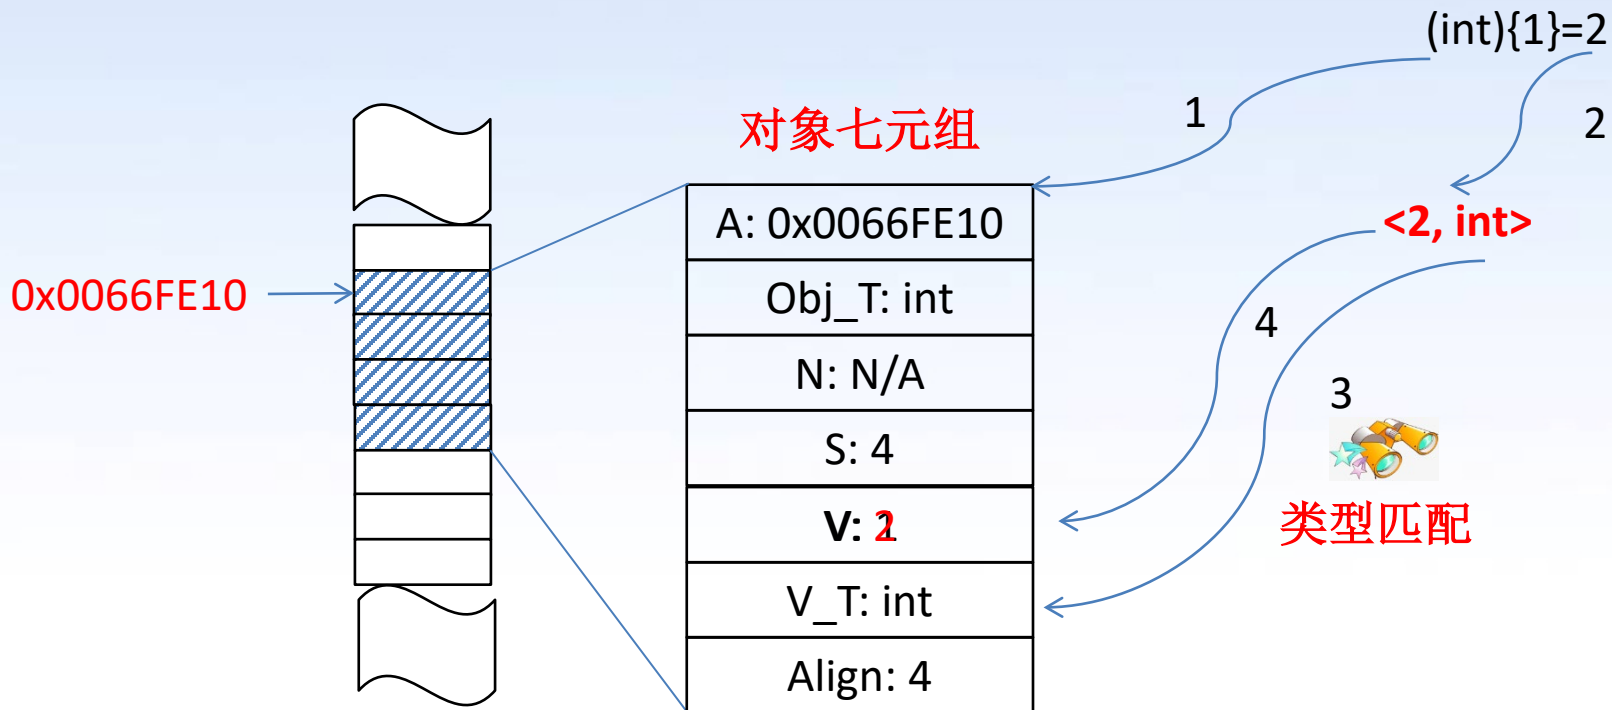 (int){1}=2
1
2
对象七元组
A: 0x0066FE10
<2, int>
0x0066FE10
Obj_T: int
4
N: N/A
3
S: 4
V: 2
类型匹配
V_T: int
Align: 4